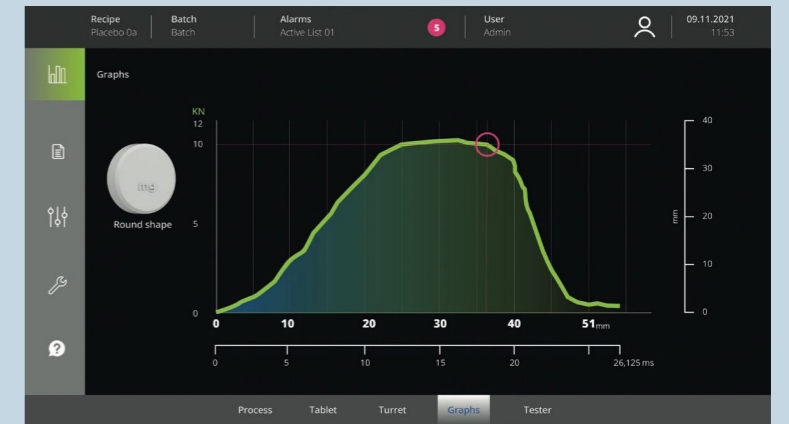 Recipe
Placebo 0a
Batch
Batch
Alarms
Active List 01
5
User
Admin
09.11.2021
11:53
Graphs
mg
Round shape
KN
12
10
5
0
0 10 20 30 40 51mm
0 5 10 15 20 26,125 ms
40
30
20
10
0
mm
Process Tablet Turret Graphs Tester